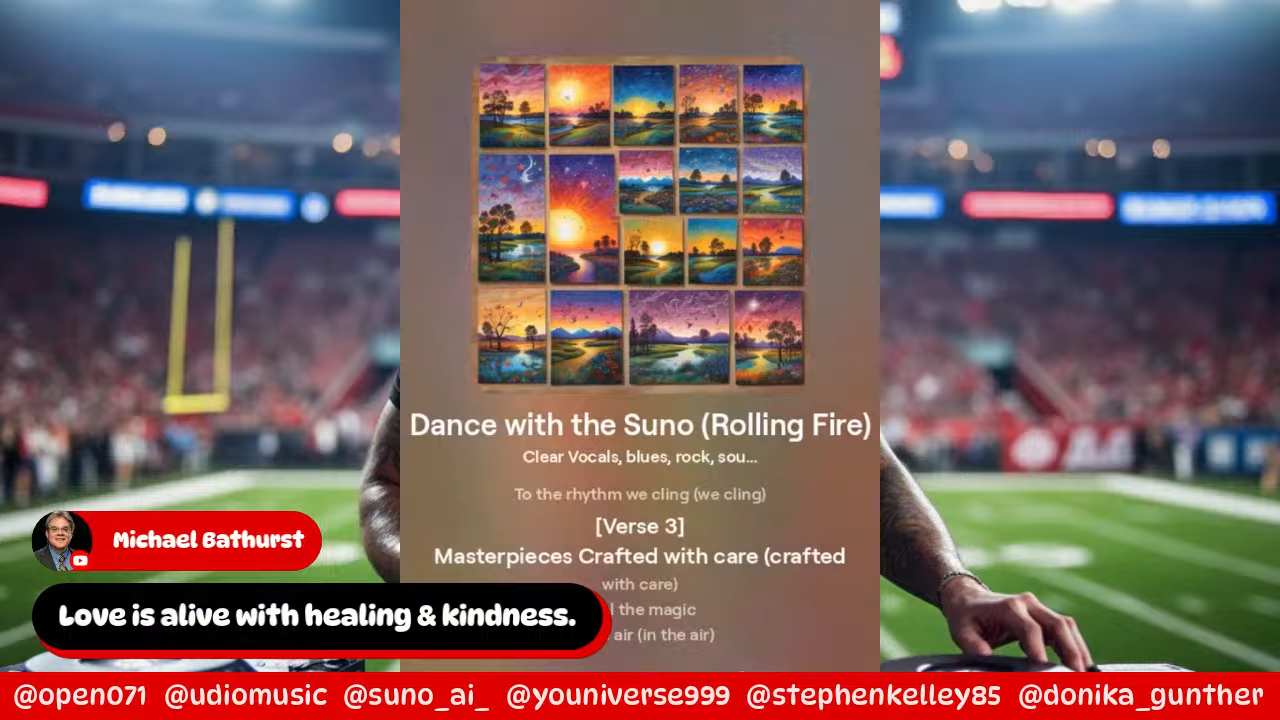 Dance with the Suno (Rolling Fire)
Clear Vocals, blues, rock, sou...
To the rhythm we cling (we cling)
[Verse 3]
Masterpieces Crafted with care (crafted
with care)
the magic
air (in the air)
Michael Bathurst
Love is alive with healing & kindness.
@open071 @udiomusic @suno_ai_ @youniverse999 @stephenkelley85 @donika_gunther